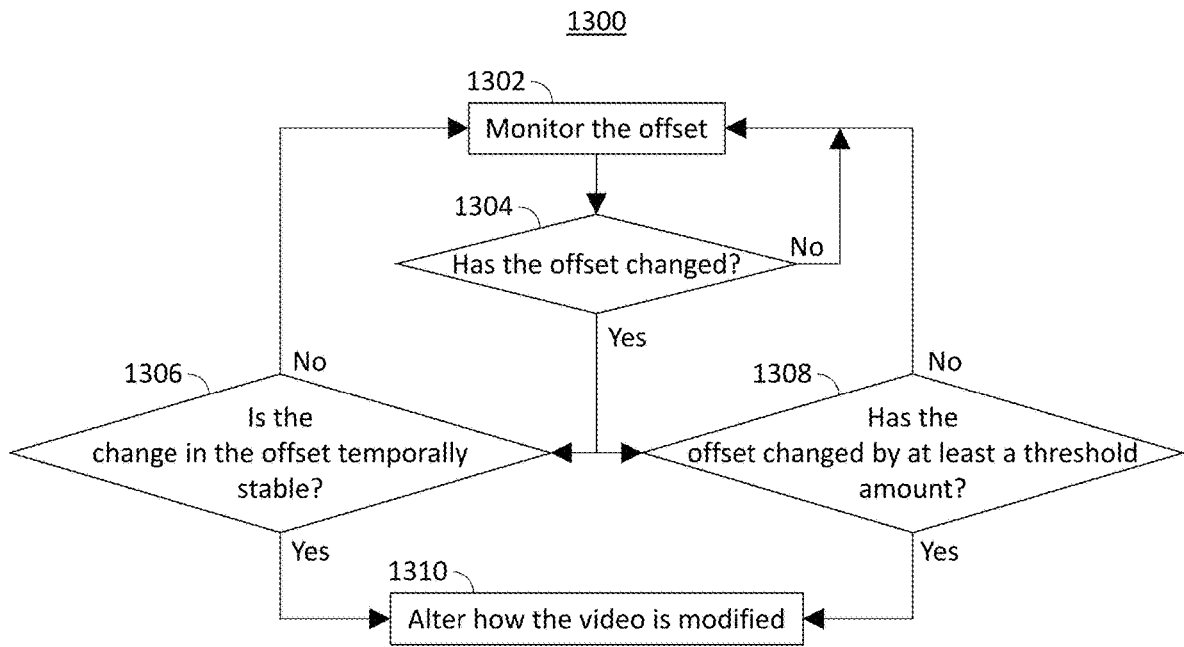 1300
1302
Monitor the offset
1304
Has the offset changed?
No
Yes
1306
No
Is the
change in the offset temporally
stable?
Yes
1308
No
Has the
offset changed by at least a threshold
amount?
Yes
1310
Alter how the video is modified